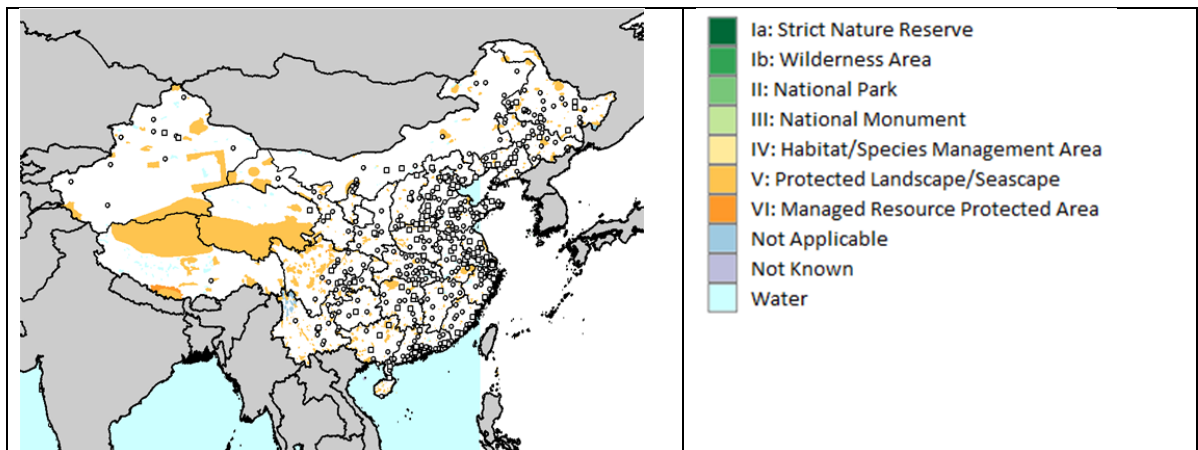 Ia: Strict Nature Reserve
Ib: Wilderness Area
II: National Park
III: National Monument
IV: Habitat/Species Management Area
V: Protected Landscape/Seascape
VI: Managed Resource Protected Area
Not Applicable
Not Known
Water